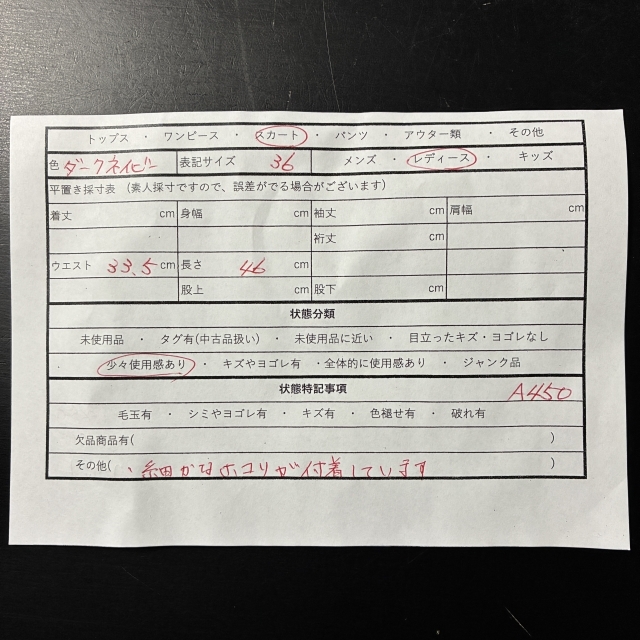 トップス ・ ワンピース ・ スカート ・ パンツ ・ アウター類 ・ その他
色 ダークネイビー 表記サイズ 36 メンズ ・ レディース ・ キッズ
平置き採寸表 (素人採寸ですので、誤差がでる場合がございます)
着丈 cm 身幅 cm 袖丈 cm 肩幅 cm
裄丈 cm
ウエスト 33.5 cm 長さ 46 cm
股上 cm 股下 cm
状態分類
未使用品 ・ タグ有(中古品扱い) ・ 未使用品に近い ・ 目立ったキズ・ヨゴレなし
少々使用感あり ・ キズやヨゴレ有 ・全体的に使用感あり ・ ジャンク品
状態特記事項 A450
毛玉有 ・ シミやヨゴレ有 ・ キズ有 ・ 色褪せ有 ・ 破れ有
欠品商品有( )
その他( ・細かなホコリが付着しています )